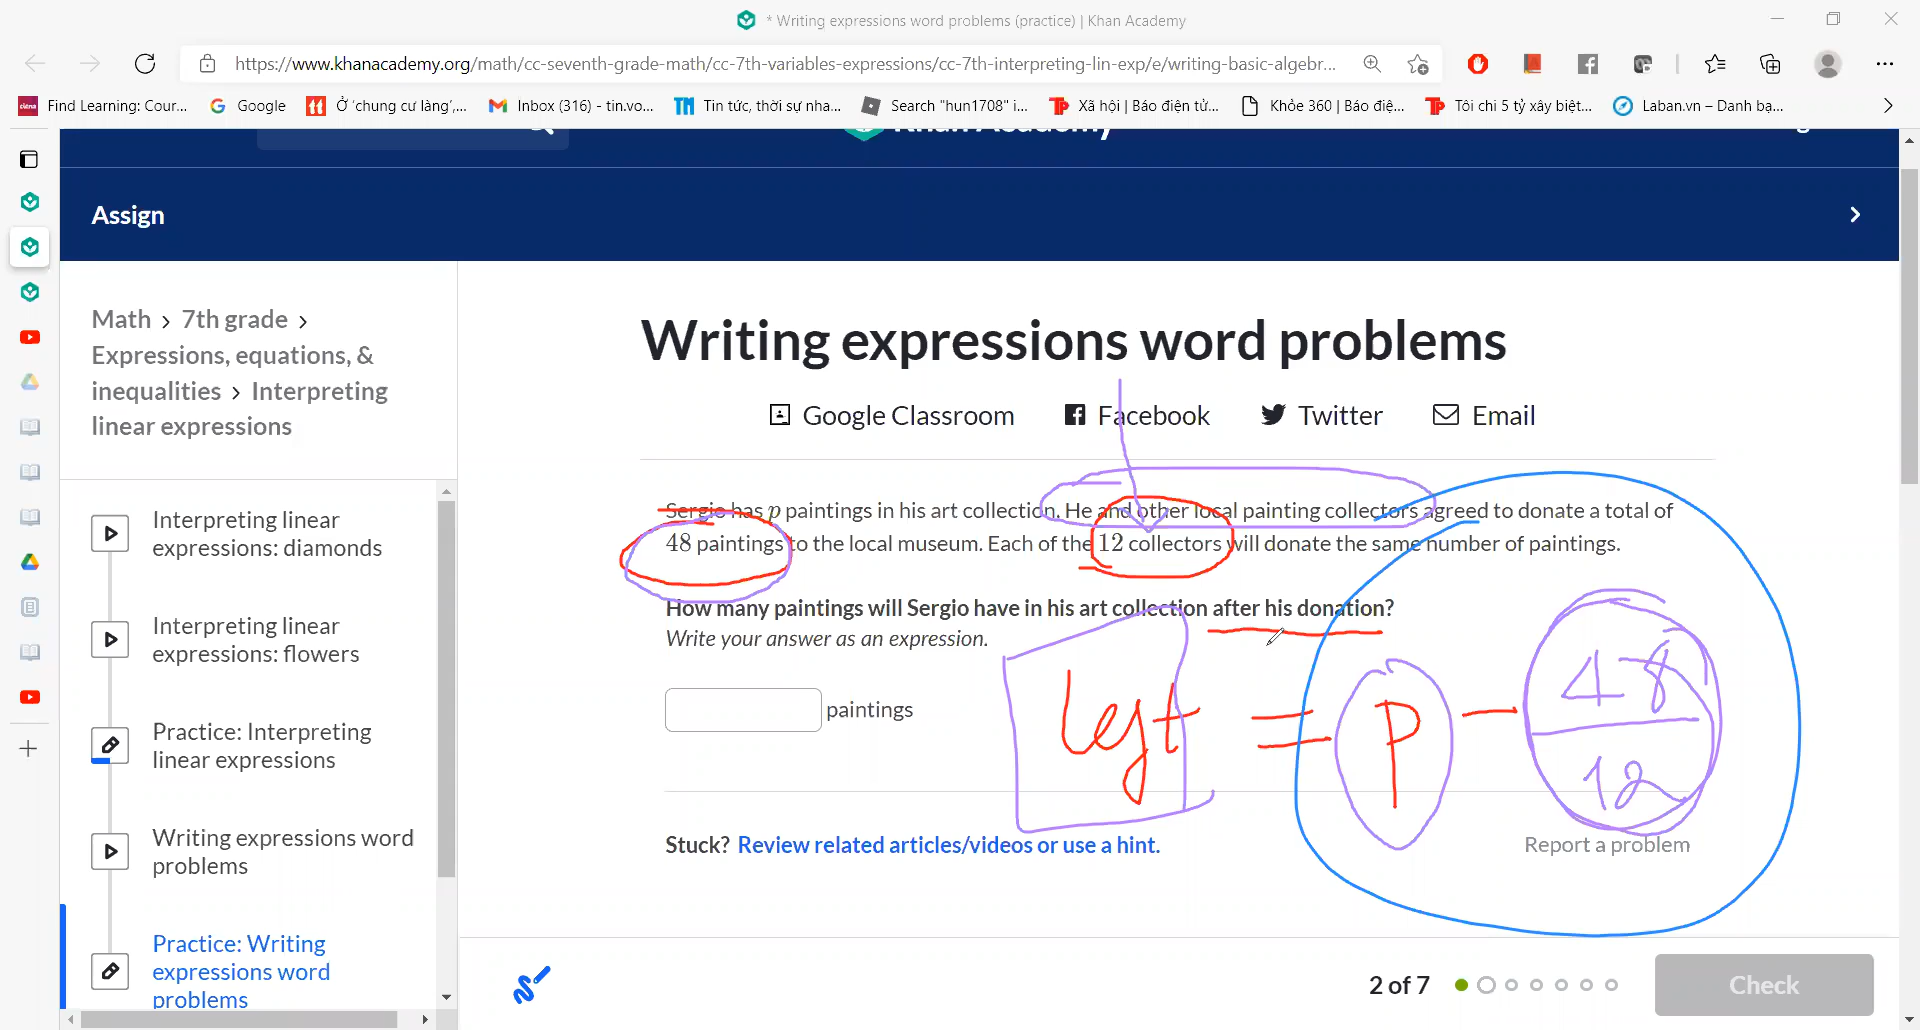 * Writing expressions word problems (practice) | Khan Academy
https://www.khanacademy.org/math/cc-seventh-grade-math/cc-7th-variables-expressions/cc-7th-interpreting-lin-exp/e/writing-basic-algebr...
Find Learning: Cour...
Google
Ở 'chung cư làng',...
Inbox (316) - tin.vo...
Tin tức, thời sự nha...
Search "hun1708" i...
Xã hội | Báo điện tử...
Khỏe 360 | Báo điệ...
Tôi chi 5 tỷ xây biệt...
Laban.vn – Danh bạ...
Khan Academy
Assign
Math > 7th grade >
Expressions, equations, &
inequalities > Interpreting
linear expressions
Interpreting linear
expressions: diamonds
Interpreting linear
expressions: flowers
Practice: Interpreting
linear expressions
Writing expressions word
problems
Practice: Writing
expressions word
problems
Writing expressions word problems
Google Classroom
Facebook
Twitter
Email
Sergio has p paintings in his art collection. He and other local painting collectors agreed to donate a total of
48 paintings to the local museum. Each of the 12 collectors will donate the same number of paintings.
How many paintings will Sergio have in his art collection after his donation?
Write your answer as an expression.
paintings
left = P - 48
12
Stuck? Review related articles/videos or use a hint.
Report a problem
2 of 7
Check